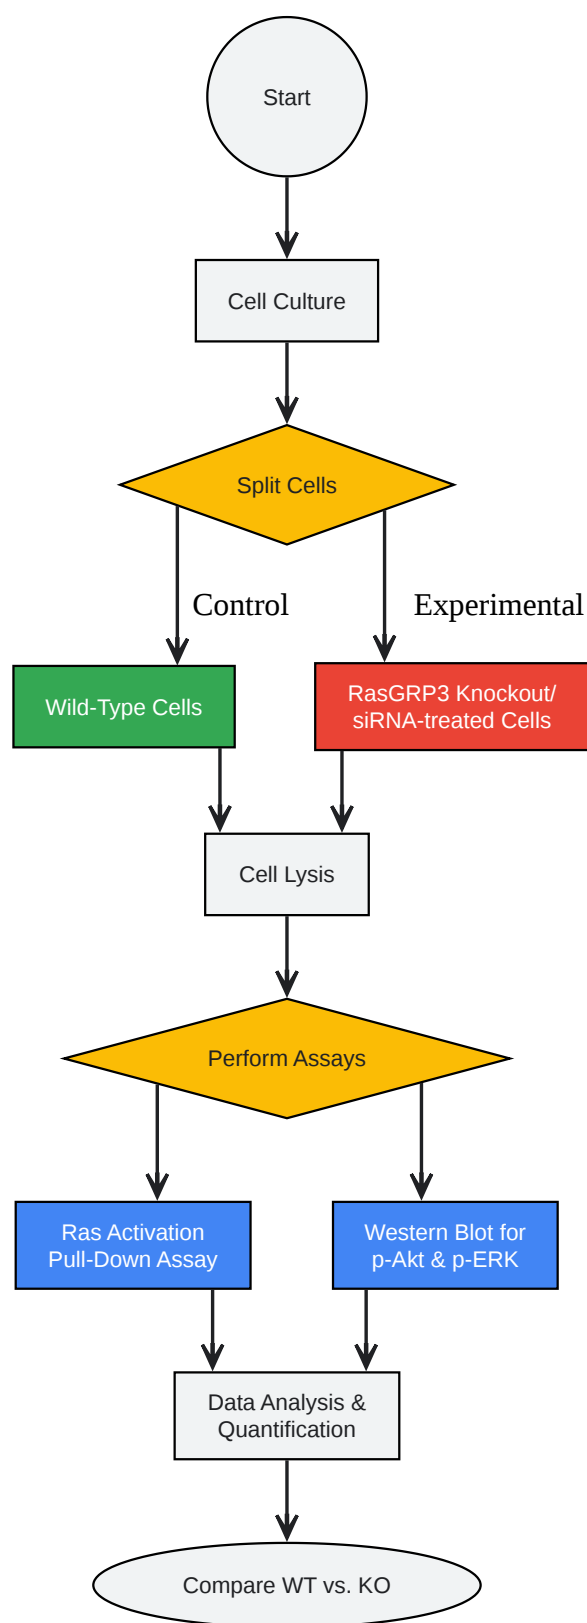 Start
Cell Culture
Split Cells
Control
Experimental
Wild-Type Cells
RasGRP3 Knockout/
siRNA-treated Cells
Cell Lysis
Perform Assays
Ras Activation
Pull-Down Assay
Western Blot for
p-Akt & p-ERK
Data Analysis &
Quantification
Compare WT vs. KO